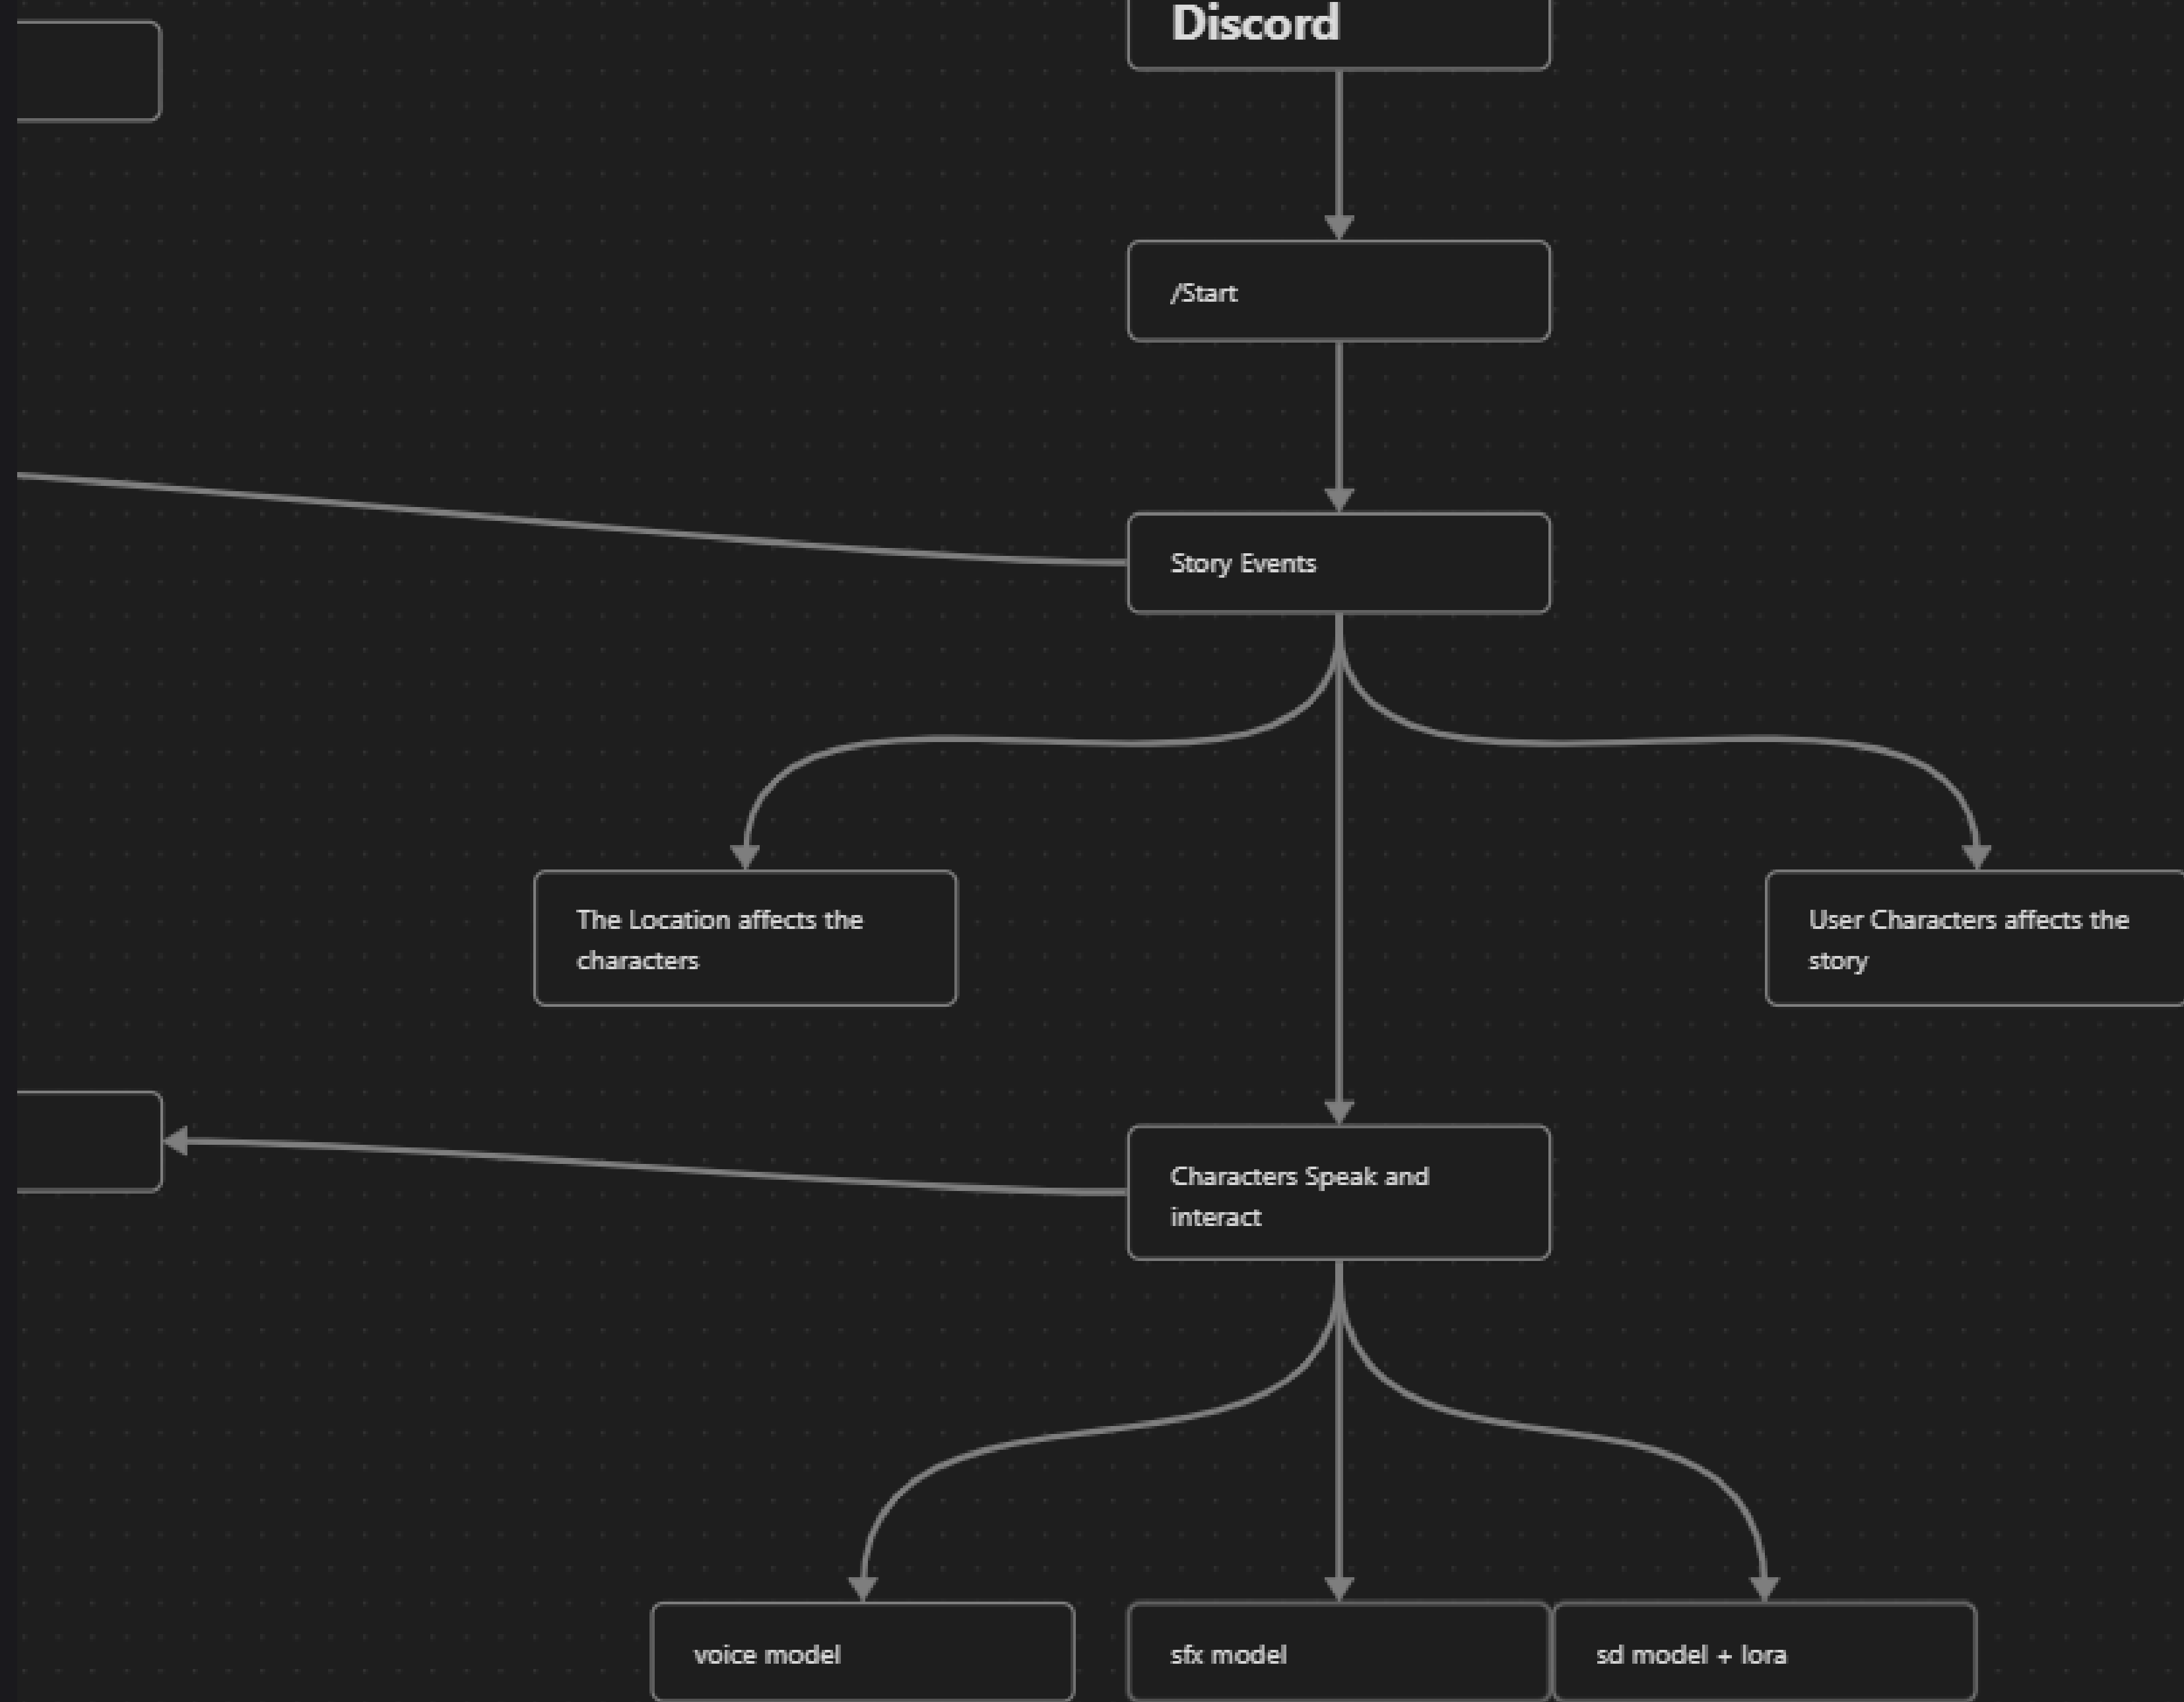 Discord
/Start
Story Events
The Location affects the
characters
User Characters affects the
story
Characters Speak and
interact
voice model
sfx model
sd model + lora